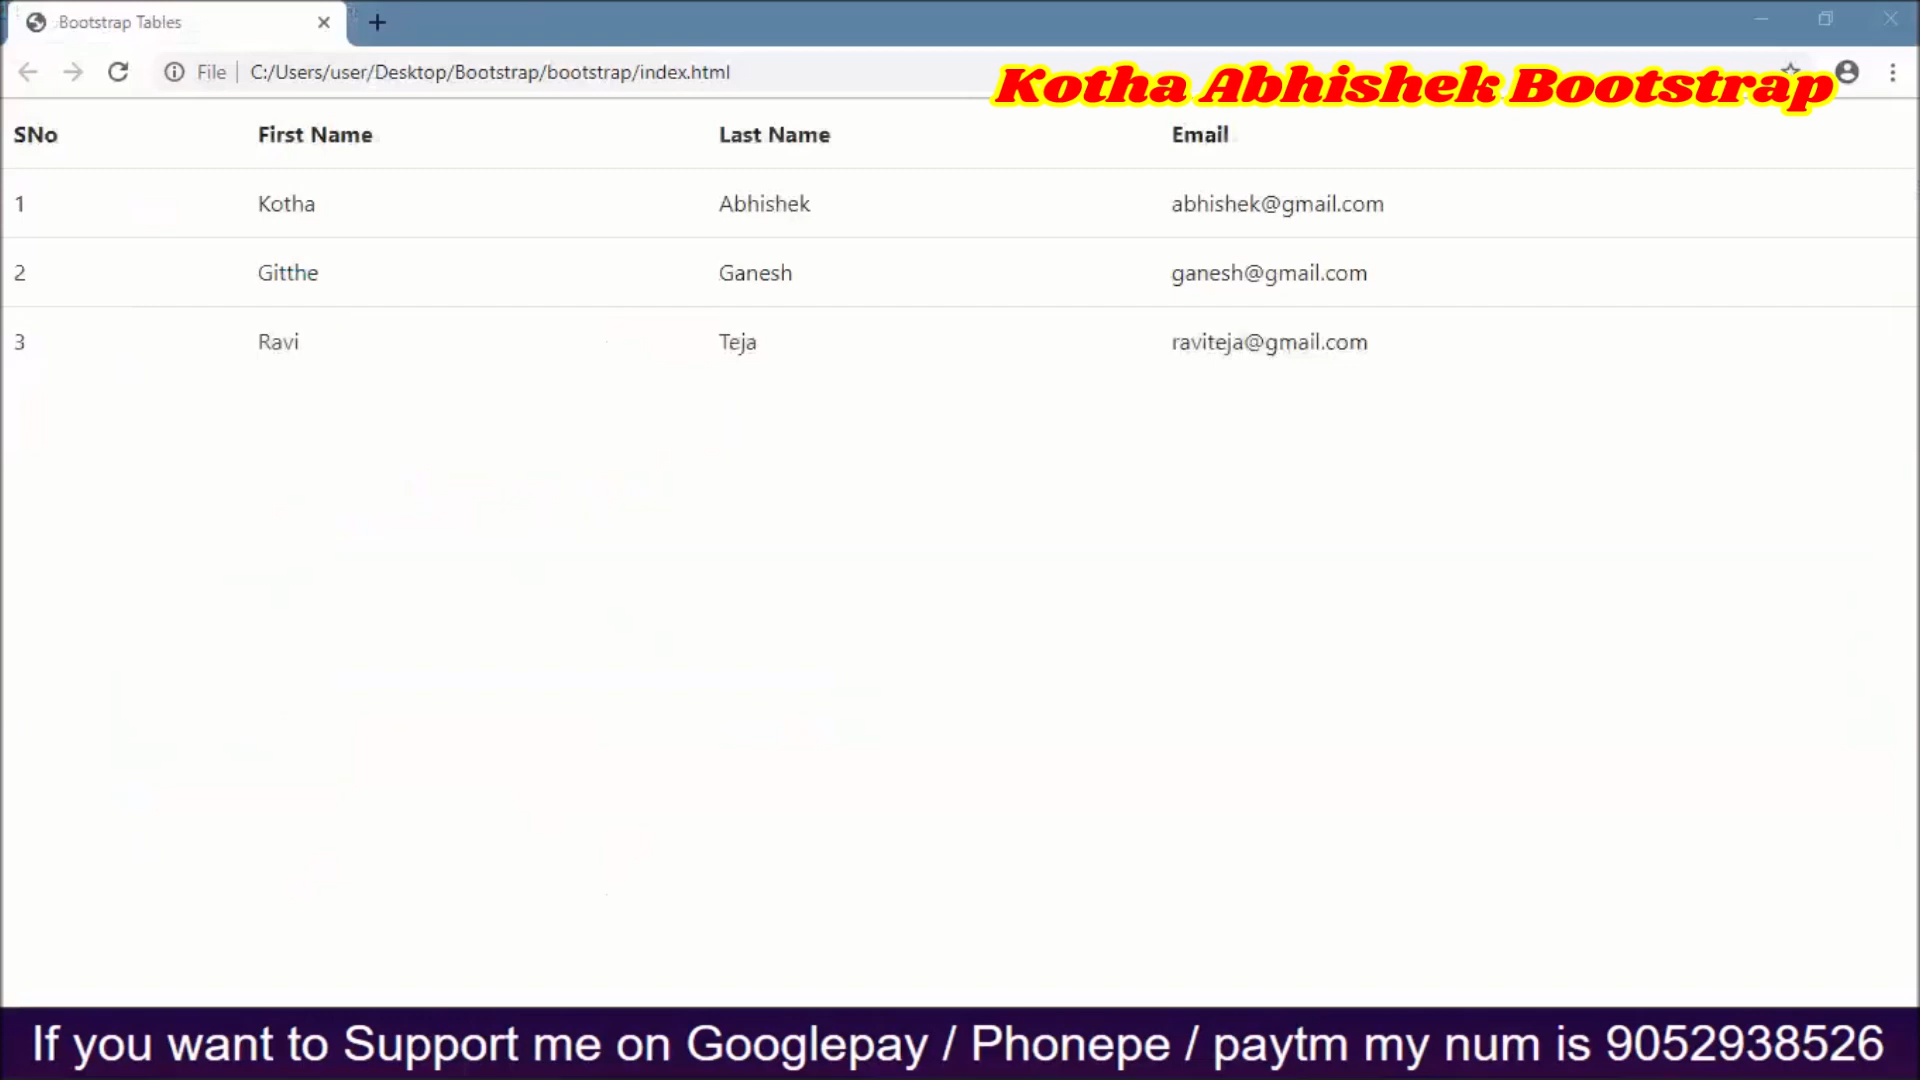 Bootstrap Tables
File C:/Users/user/Desktop/Bootstrap/bootstrap/index.html
Kotha Abhishek Bootstrap
SNo First Name Last Name Email
1 Kotha Abhishek abhishek@gmail.com
2 Gitthe Ganesh ganesh@gmail.com
3 Ravi Teja raviteja@gmail.com
If you want to Support me on Googlepay / Phonepe / paytm my num is 9052938526